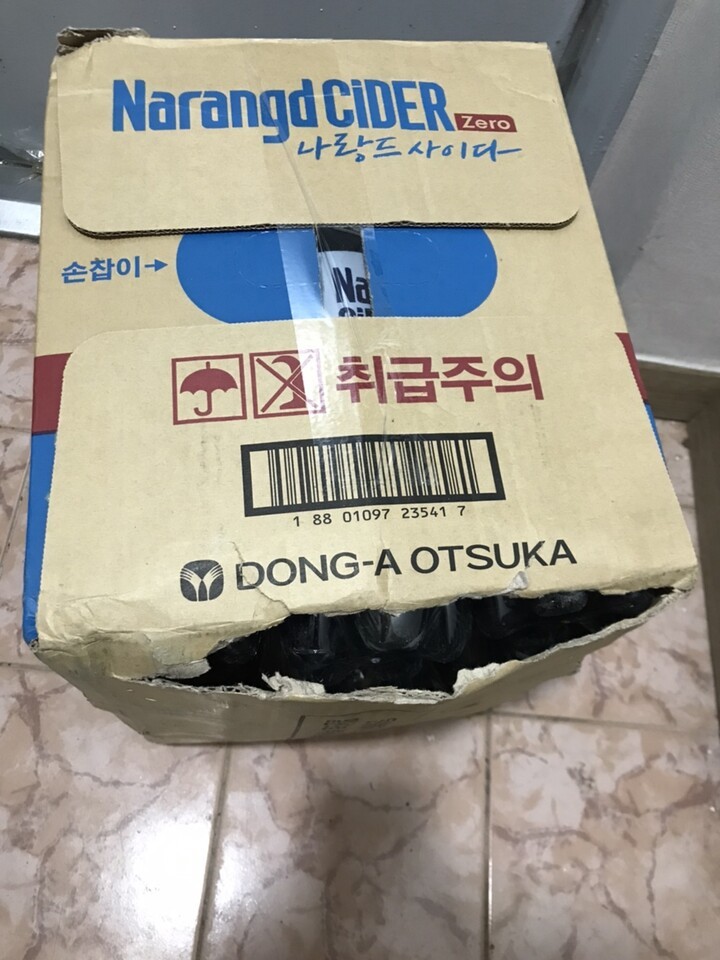 Narangd CiDER Zero
나랑드 사이다
손잡이→
Na
취급주의
1 88 01097 23541 7
DONG-A OTSUKA